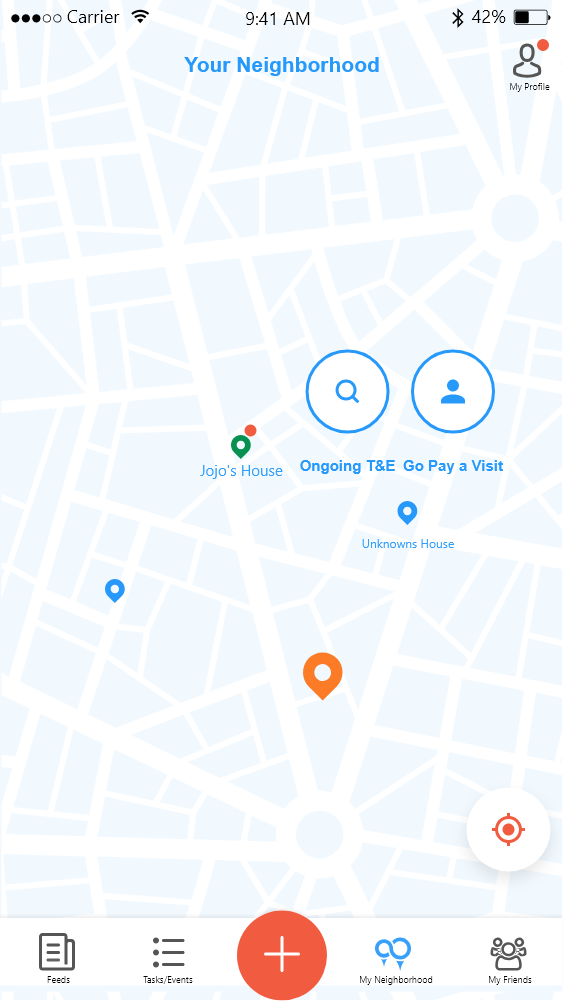 Carrier 9:41 AM 42%
Your Neighborhood
My Profile
Jojo's House
Ongoing T&E Go Pay a Visit
Unknowns House
Feeds Tasks/Events My Neighborhood My Friends